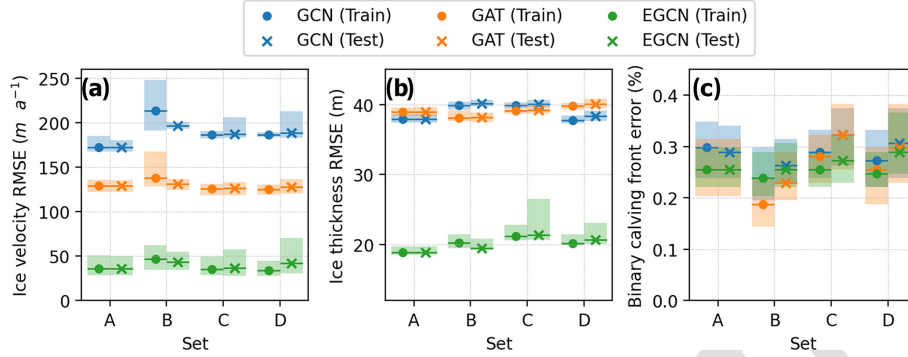 GCN (Train) GAT (Train) EGCN (Train)
GCN (Test) GAT (Test) EGCN (Test)
(a)
Ice velocity RMSE (m a⁻¹)
250
200
150
100
50
0
A B C D
Set
(b)
Ice thickness RMSE (m)
40
30
20
A B C D
Set
(c)
Binary calving front error (%)
0.4
0.3
0.2
0.1
0.0
A B C D
Set